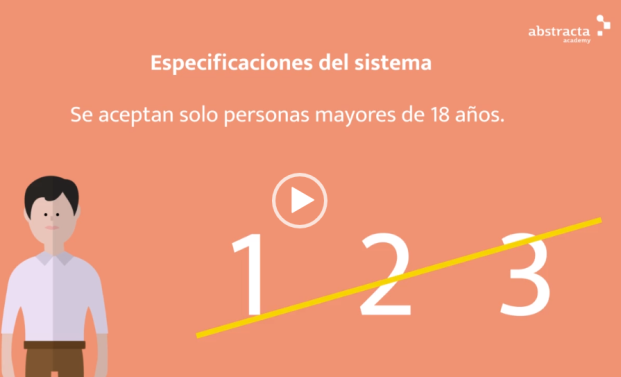 abstracta
academy
Especificaciones del sistema
Se aceptan solo personas mayores de 18 años.
1 2 3